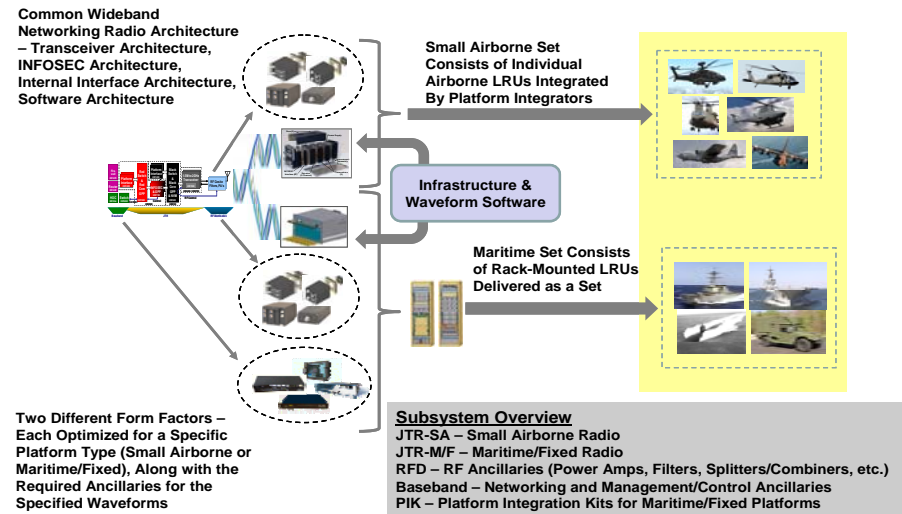 Common Wideband
Networking Radio Architecture
– Transceiver Architecture,
INFOSEC Architecture,
Internal Interface Architecture,
Software Architecture
Small Airborne Set
Consists of Individual
Airborne LRUs Integrated
By Platform Integrators
Infrastructure &
Waveform Software
Maritime Set Consists
of Rack-Mounted LRUs
Delivered as a Set
Two Different Form Factors –
Each Optimized for a Specific
Platform Type (Small Airborne or
Maritime/Fixed), Along with the
Required Ancillaries for the
Specified Waveforms
Subsystem Overview
JTR-SA – Small Airborne Radio
JTR-M/F – Maritime/Fixed Radio
RFD – RF Ancillaries (Power Amps, Filters, Splitters/Combiners, etc.)
Baseband – Networking and Management/Control Ancillaries
PIK – Platform Integration Kits for Maritime/Fixed Platforms